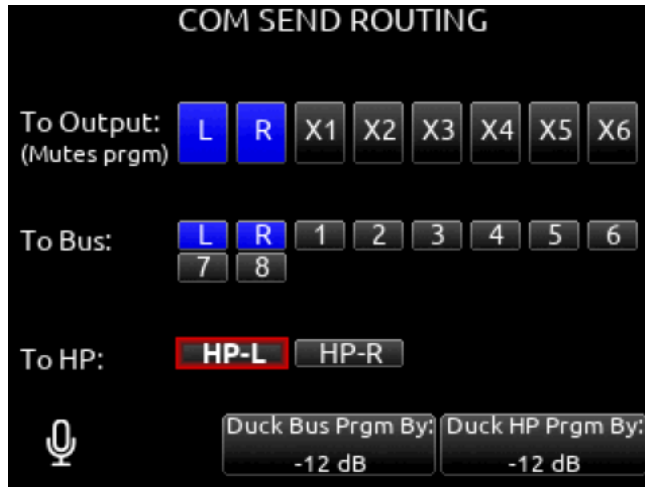 COM SEND ROUTING
To Output: L R X1 X2 X3 X4 X5 X6
(Mutes prgm)
To Bus: L R 1 2 3 4 5 6
7 8
To HP: HP-L HP-R
Duck Bus Prgm By: Duck HP Prgm By:
-12 dB -12 dB